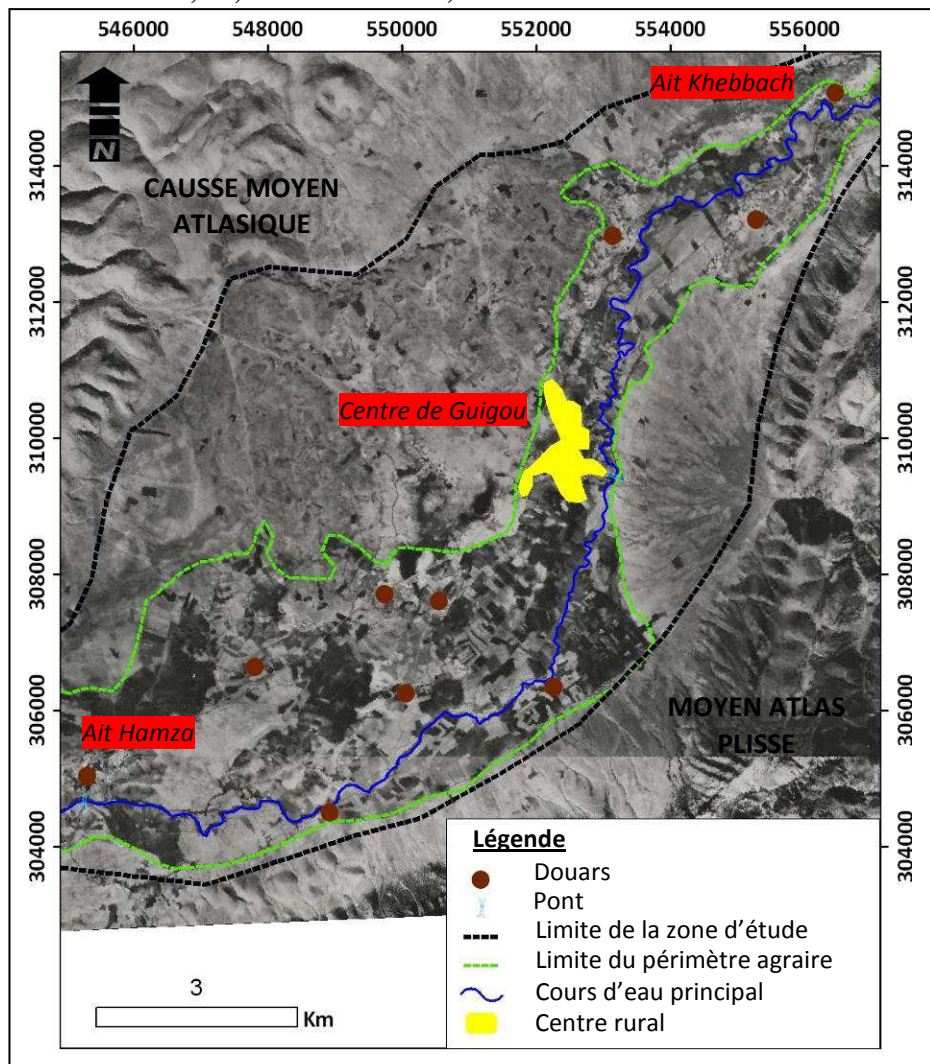 546000 548000 550000 552000 554000 556000
Ait Khebbach
N
314000 314000
CAUSSE MOYEN
ATLASIQUE
312000 312000
Centre de Guigou
310000 310000
308000 308000
306000 306000
MOYEN ATLAS
PLISSE
Ait Hamza
304000 304000
Légende
Douars
Pont
Limite de la zone d'étude
Limite du périmètre agraire
Cours d'eau principal
Centre rural
3
Km